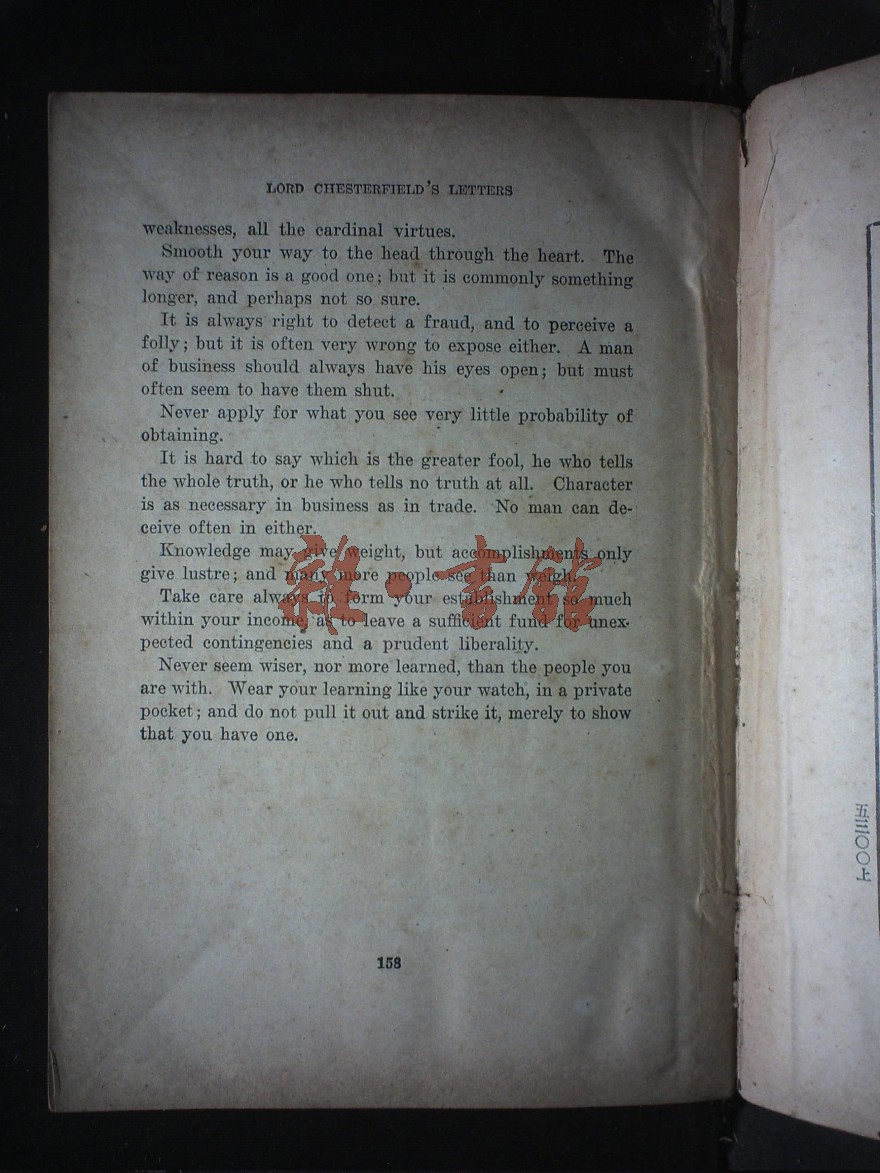 LORD CHESTERFIELD'S LETTERS
weaknesses, all the cardinal virtues.
Smooth your way to the head through the heart. The
way of reason is a good one; but it is commonly something
longer, and perhaps not so sure.
It is always right to detect a fraud, and to perceive a
folly; but it is often very wrong to expose either. A man
of business should always have his eyes open; but must
often seem to have them shut.
Never apply for what you see very little probability of
obtaining.
It is hard to say which is the greater fool, he who tells
the whole truth, or he who tells no truth at all. Character
is as necessary in business as in trade. No man can de-
ceive often in either.
Knowledge may give weight, but accomplishments only
give lustre; and many more people see than weigh.
Take care always to form your establishment so much
within your income, as to leave a sufficient fund for unex-
pected contingencies and a prudent liberality.
Never seem wiser, nor more learned, than the people you
are with. Wear your learning like your watch, in a private
pocket; and do not pull it out and strike it, merely to show
that you have one.
158
雜·書館
五三〇〇上